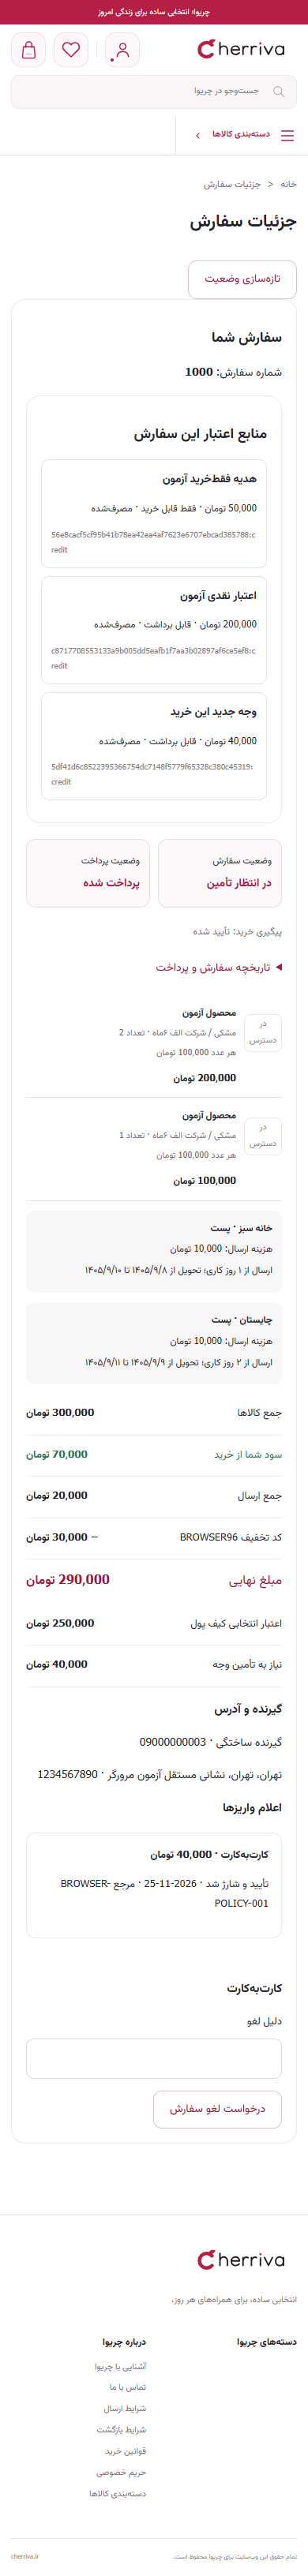 چریوا؛ انتخابی ساده برای زندگی امروز
Cherriva
جست‌وجو در چریوا
دسته‌بندی کالاها
خانه > جزئیات سفارش
جزئیات سفارش
تازه‌سازی وضعیت
سفارش شما
شماره سفارش: 1000
منابع اعتبار این سفارش
هدیه فقط‌خرید آزمون
50,000 تومان · فقط قابل خرید · مصرف‌شده
56e8cacf5cf95b41b78ea42ea4af7623e6707ebcad385788:c
redit
اعتبار نقدی آزمون
200,000 تومان · قابل برداشت · مصرف‌شده
c8717708553133a9b005dd5eafb1f7aa3b02897af6ce5ef8:c
redit
وجه جدید این خرید
40,000 تومان · قابل برداشت · مصرف‌شده
5df41d6c8522395366754dc7148f5779f65328c380c45319:
credit
وضعیت سفارش
در انتظار تأمین
وضعیت پرداخت
پرداخت شده
پیگیری خرید: تأیید شده
تاریخچه سفارش و پرداخت
در
دسترس
محصول آزمون
مشکی / شرکت الف ۶ماه · تعداد 2
هر عدد 100,000 تومان
200,000 تومان
در
دسترس
محصول آزمون
مشکی / شرکت الف ۶ماه · تعداد 1
هر عدد 100,000 تومان
100,000 تومان
خانه سبز · پست
هزینه ارسال: 10,000 تومان
ارسال از ۱ روز کاری؛ تحویل از ۱۴۰۵/۹/۸ تا ۱۴۰۵/۹/۱۰
چایستان · پست
هزینه ارسال: 10,000 تومان
ارسال از ۲ روز کاری؛ تحویل از ۱۴۰۵/۹/۹ تا ۱۴۰۵/۹/۱۱
جمع کالاها 300,000 تومان
سود شما از خرید 70,000 تومان
جمع ارسال 20,000 تومان
کد تخفیف BROWSER96 − 30,000 تومان
مبلغ نهایی 290,000 تومان
اعتبار انتخابی کیف پول 250,000 تومان
نیاز به تأمین وجه 40,000 تومان
گیرنده و آدرس
گیرنده ساختگی · 09000000003
تهران، تهران، نشانی مستقل آزمون مرورگر · 1234567890
اعلام واریزها
کارت‌به‌کارت · 40,000 تومان
تأیید و شارژ شد · 2026-11-25 · مرجع BROWSER-
POLICY-001
کارت‌به‌کارت
دلیل لغو
درخواست لغو سفارش
Cherriva
انتخابی ساده، برای همراه‌های هر روز.
دسته‌های چریوا
درباره چریوا
آشنایی با چریوا
تماس با ما
شرایط ارسال
شرایط بازگشت
قوانین خرید
حریم خصوصی
دسته‌بندی کالاها
تمام حقوق این وب‌سایت برای چریوا محفوظ است.
cherriva.ir